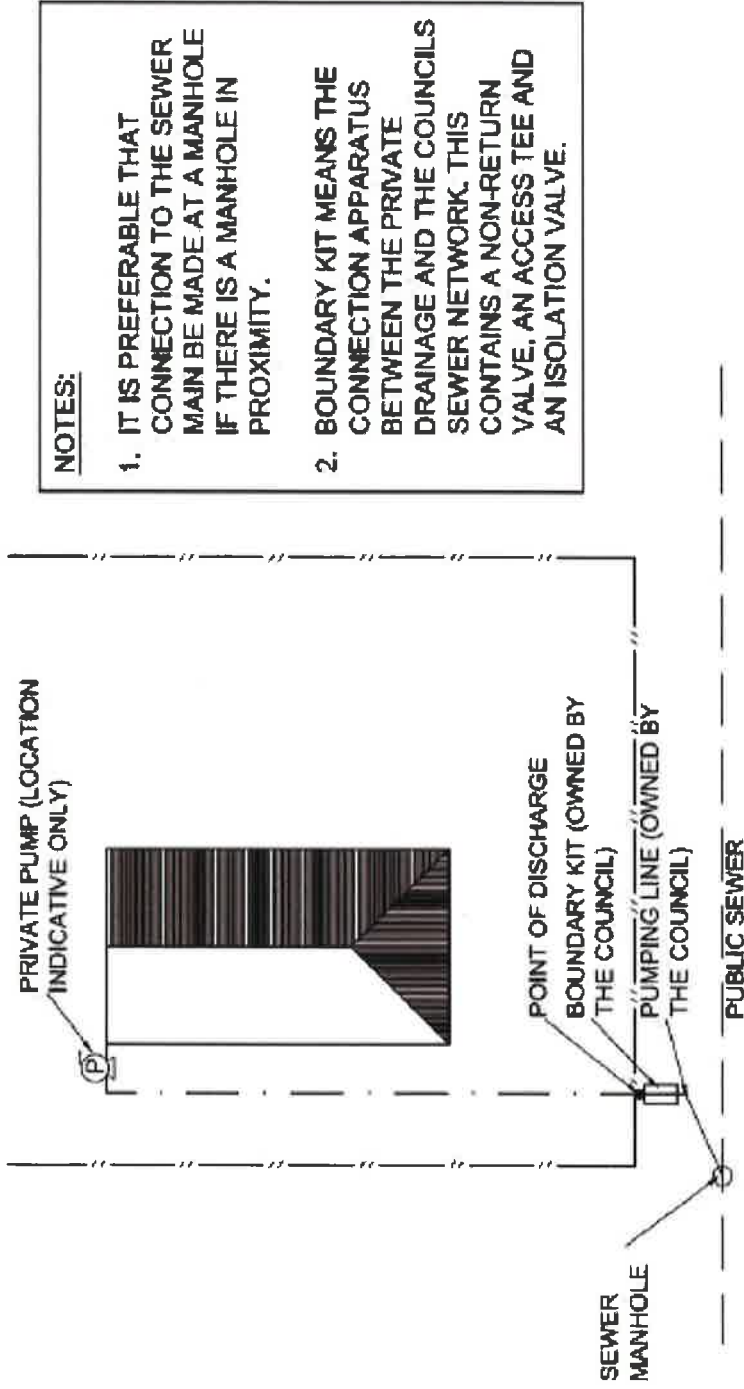 NOTES:
1. IT IS PREFERABLE THAT
CONNECTION TO THE SEWER
MAIN BE MADE AT A MANHOLE
IF THERE IS A MANHOLE IN
PROXIMITY.
2. BOUNDARY KIT MEANS THE
CONNECTION APPARATUS
BETWEEN THE PRIVATE
DRAINAGE AND THE COUNCILS
SEWER NETWORK. THIS
CONTAINS A NON-RETURN
VALVE, AN ACCESS TEE AND
AN ISOLATION VALVE.
PRIVATE PUMP (LOCATION
INDICATIVE ONLY)
P
POINT OF DISCHARGE
BOUNDARY KIT (OWNED BY
THE COUNCIL)
PUMPING LINE (OWNED BY
THE COUNCIL)
PUBLIC SEWER
SEWER
MANHOLE